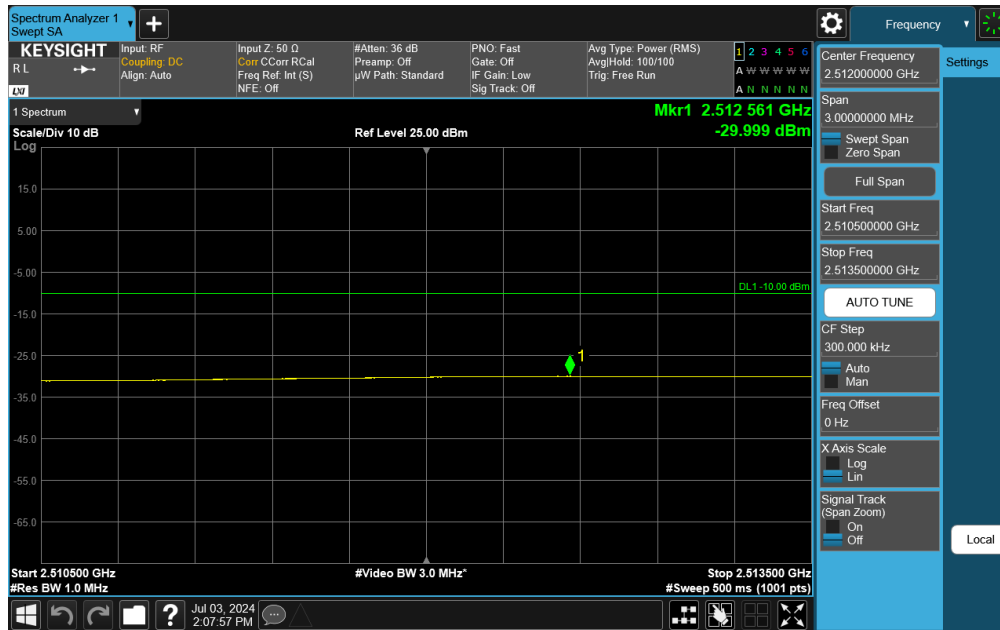 Spectrum Analyzer 1
Swept SA
+
Frequency
KEYSIGHT
R L
LXI
Input: RF
Coupling: DC
Align: Auto
Input Z: 50 Ω
Corr CCorr RCal
Freq Ref: Int (S)
NFE: Off
#Atten: 36 dB
Preamp: Off
µW Path: Standard
PNO: Fast
Gate: Off
IF Gain: Low
Sig Track: Off
Avg Type: Power (RMS)
Avg|Hold: 100/100
Trig: Free Run
1 2 3 4 5 6
A W W W W W
A N N N N N
1 Spectrum
Mkr1 2.512 561 GHz
-29.999 dBm
Scale/Div 10 dB
Ref Level 25.00 dBm
Log
15.0
5.00
-5.00
DL1 -10.00 dBm
-15.0
-25.0
1
-35.0
-45.0
-55.0
-65.0
Start 2.510500 GHz
#Video BW 3.0 MHz*
Stop 2.513500 GHz
#Res BW 1.0 MHz
#Sweep 500 ms (1001 pts)
?
Jul 03, 2024
2:07:57 PM
Center Frequency
2.512000000 GHz
Settings
Span
3.00000000 MHz
Swept Span
Zero Span
Full Span
Start Freq
2.510500000 GHz
Stop Freq
2.513500000 GHz
AUTO TUNE
CF Step
300.000 kHz
Auto
Man
Freq Offset
0 Hz
X Axis Scale
Log
Lin
Signal Track
(Span Zoom)
On
Off
Local